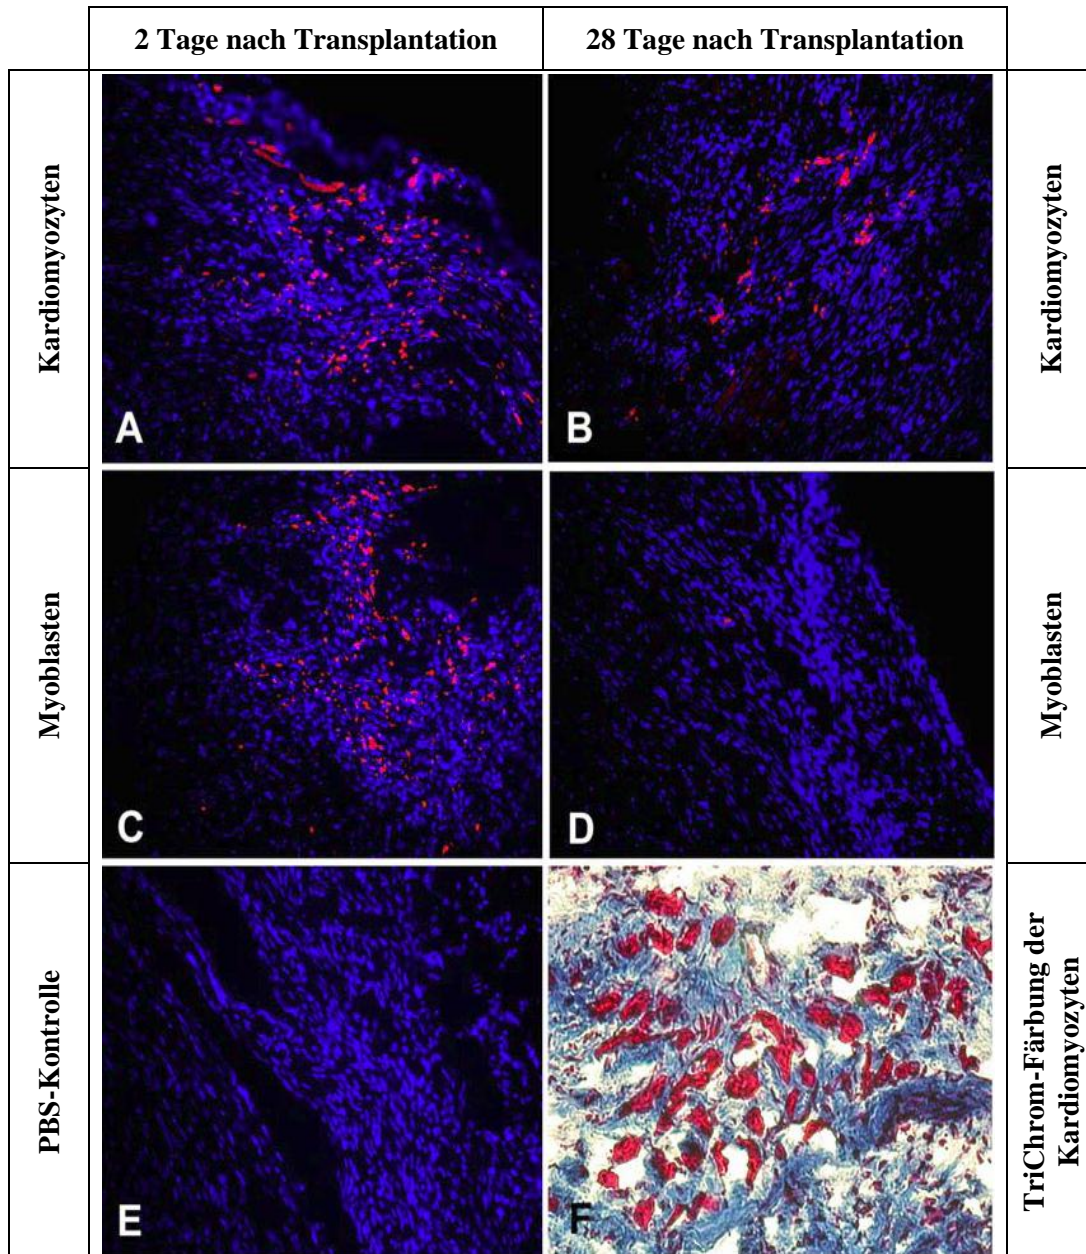 2 Tage nach Transplantation
28 Tage nach Transplantation
Kardiomyozyten
A
B
Kardiomyozyten
Myoblasten
C
D
Myoblasten
PBS-Kontrolle
E
F
TriChrom-Färbung der
Kardiomyozyten